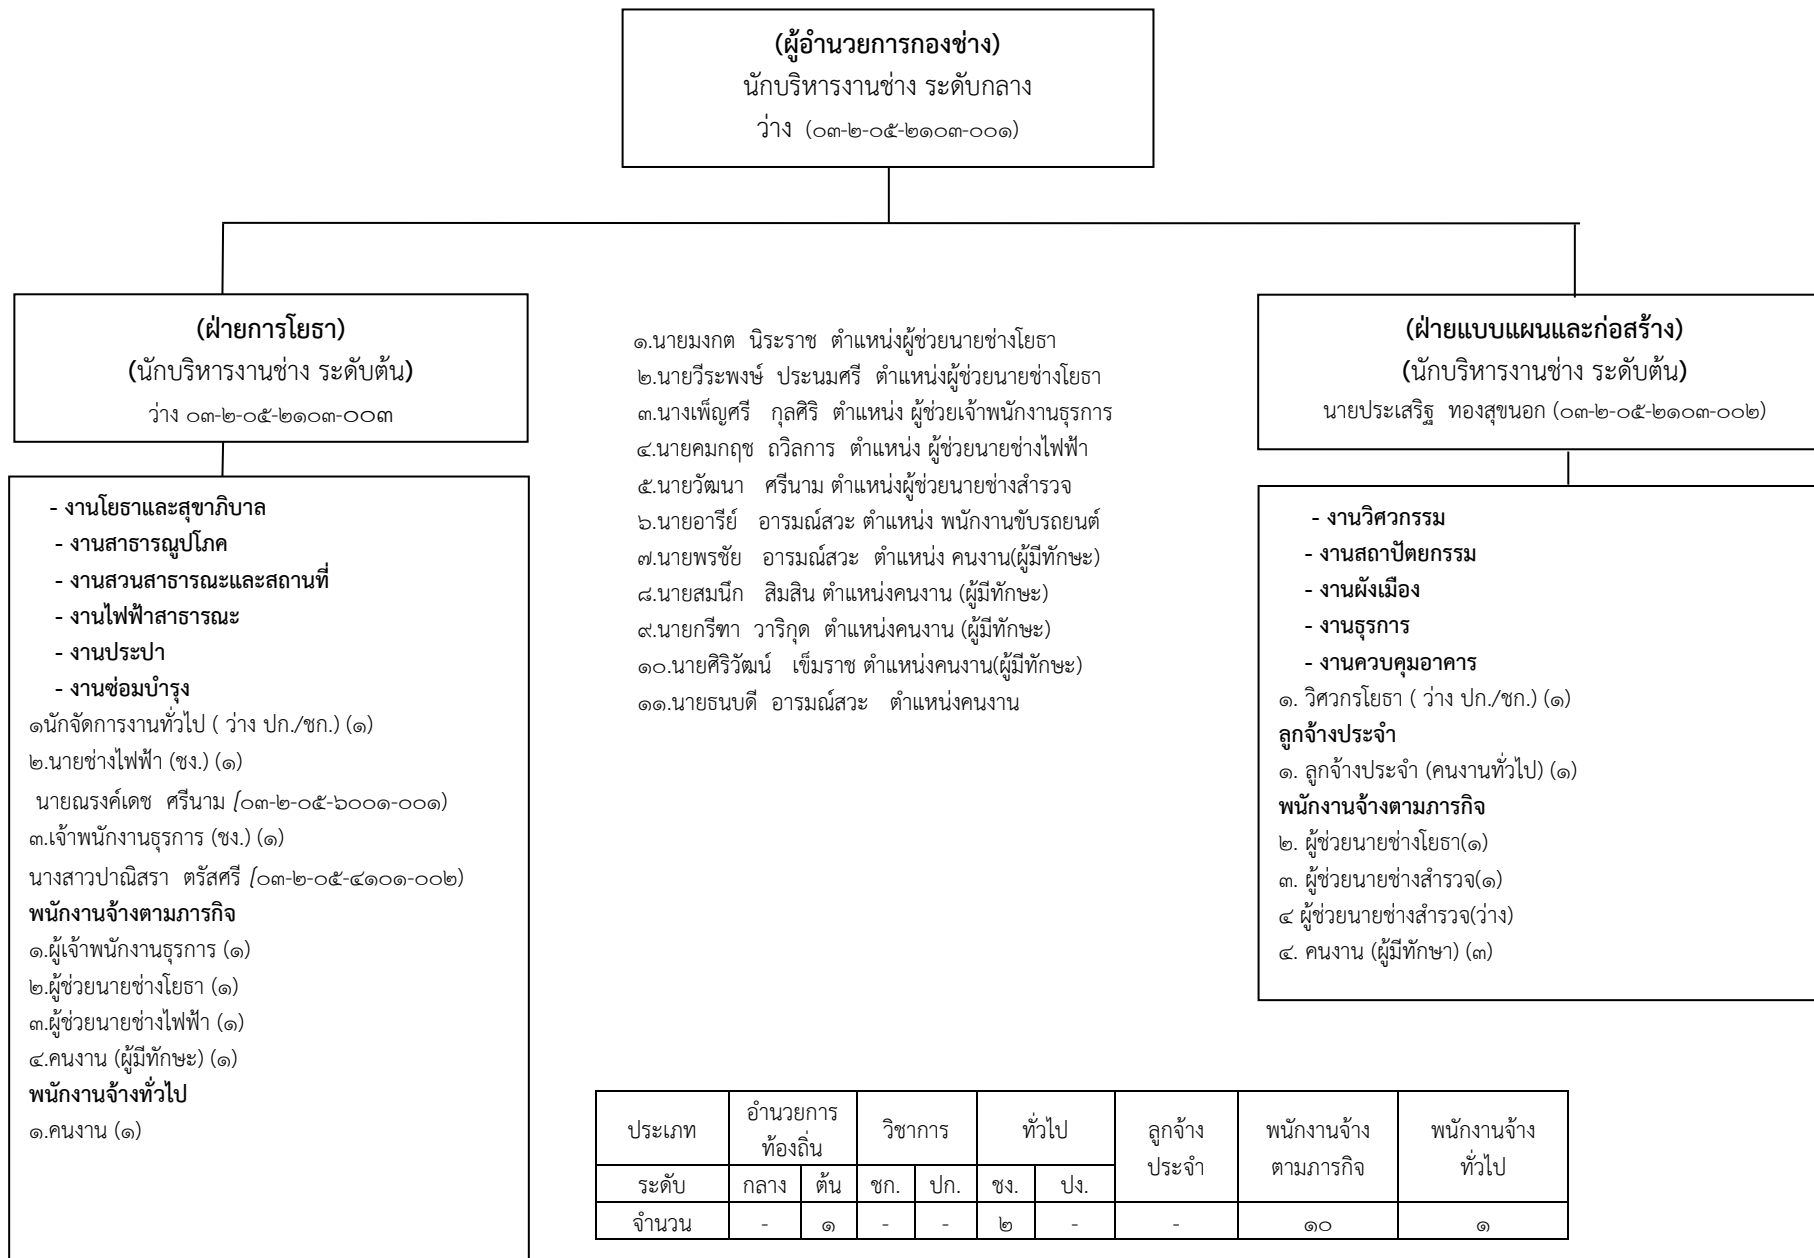 (ผู้อำนวยการกองช่าง)
นักบริหารงานช่าง ระดับกลาง
ว่าง (๐๓-๒-๐๕-๒๑๐๓-๐๐๑)
(ฝ่ายการโยธา)
(นักบริหารงานช่าง ระดับต้น)
ว่าง ๐๓-๒-๐๕-๒๑๐๓-๐๐๓
- งานโยธาและสุขาภิบาล
- งานสาธารณูปโภค
- งานสวนสาธารณะและสถานที่
- งานไฟฟ้าสาธารณะ
- งานประปา
- งานซ่อมบำรุง
๑นักจัดการงานทั่วไป ( ว่าง ปก./ชก.) (๑)
๒.นายช่างไฟฟ้า (ชง.) (๑)
นายณรงค์เดช ศรีนาม [๐๓-๒-๐๕-๖๐๐๑-๐๐๑)
๓.เจ้าพนักงานธุรการ (ชง.) (๑)
นางสาวปาณิสรา ตรัสศรี [๐๓-๒-๐๕-๔๑๐๑-๐๐๒)
พนักงานจ้างตามภารกิจ
๑.ผู้เจ้าพนักงานธุรการ (๑)
๒.ผู้ช่วยนายช่างโยธา (๑)
๓.ผู้ช่วยนายช่างไฟฟ้า (๑)
๔.คนงาน (ผู้มีทักษะ) (๑)
พนักงานจ้างทั่วไป
๑.คนงาน (๑)
๑.นายมงกต นิระราช ตำแหน่งผู้ช่วยนายช่างโยธา
๒.นายวีระพงษ์ ประนมศรี ตำแหน่งผู้ช่วยนายช่างโยธา
๓.นางเพ็ญศรี กุลศิริ ตำแหน่ง ผู้ช่วยเจ้าพนักงานธุรการ
๔.นายคมกฤช ถวิลการ ตำแหน่ง ผู้ช่วยนายช่างไฟฟ้า
๕.นายวัฒนา ศรีนาม ตำแหน่งผู้ช่วยนายช่างสำรวจ
๖.นายอารีย์ อารมณ์สวะ ตำแหน่ง พนักงานขับรถยนต์
๗.นายพรชัย อารมณ์สวะ ตำแหน่ง คนงาน(ผู้มีทักษะ)
๘.นายสมนึก สิมสิน ตำแหน่งคนงาน (ผู้มีทักษะ)
๙.นายกรีฑา วาริกุด ตำแหน่งคนงาน (ผู้มีทักษะ)
๑๐.นายศิริวัฒน์ เข็มราช ตำแหน่งคนงาน(ผู้มีทักษะ)
๑๑.นายธนบดี อารมณ์สวะ ตำแหน่งคนงาน
(ฝ่ายแบบแผนและก่อสร้าง)
(นักบริหารงานช่าง ระดับต้น)
นายประเสริฐ ทองสุขนอก (๐๓-๒-๐๕-๒๑๐๓-๐๐๒)
- งานวิศวกรรม
- งานสถาปัตยกรรม
- งานผังเมือง
- งานธุรการ
- งานควบคุมอาคาร
๑. วิศวกรโยธา ( ว่าง ปก./ชก.) (๑)
ลูกจ้างประจำ
๑. ลูกจ้างประจำ (คนงานทั่วไป) (๑)
พนักงานจ้างตามภารกิจ
๒. ผู้ช่วยนายช่างโยธา(๑)
๓. ผู้ช่วยนายช่างสำรวจ(๑)
๔ ผู้ช่วยนายช่างสำรวจ(ว่าง)
๔. คนงาน (ผู้มีทักษา) (๓)
ประเภท อำนวยการท้องถิ่น วิชาการ ทั่วไป ลูกจ้างประจำ พนักงานจ้างตามภารกิจ พนักงานจ้างทั่วไป
ระดับ กลาง ต้น ชก. ปก. ชง. ปง.
จำนวน - ๑ - - ๒ - - ๑๐ ๑